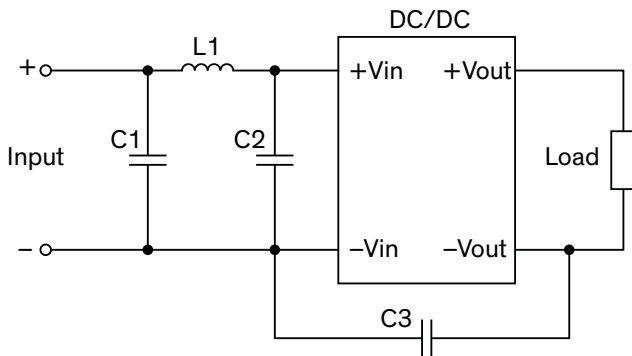 DC/DC
L1
+
+Vin
+Vout
C1
C2
Input
Load
–
–Vin
–Vout
C3